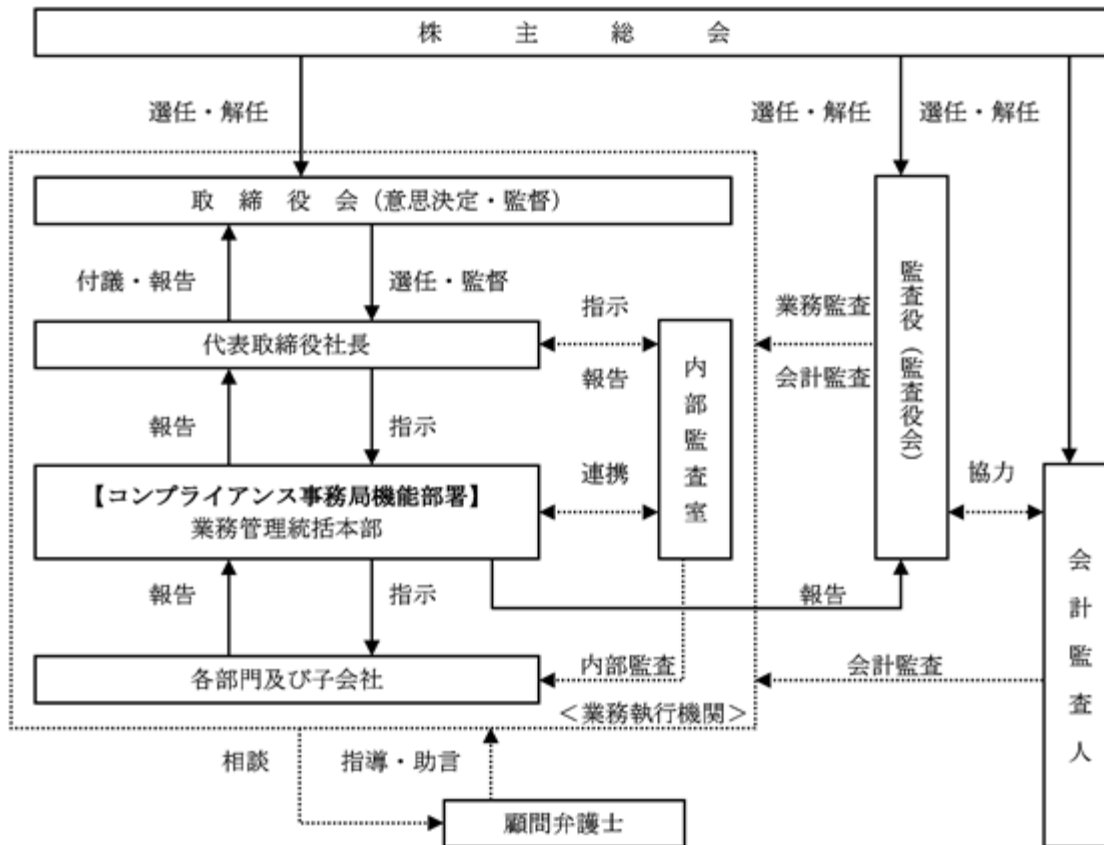 株主総会
選任・解任
選任・解任
選任・解任
取締役会(意思決定・監督)
付議・報告
選任・監督
代表取締役社長
指示
報告
内部監査室
業務監査
会計監査
監査役(監査役会)
報告
指示
連携
協力
【コンプライアンス事務局機能部署】
業務管理統括本部
会計監査人
報告
指示
報告
各部門及び子会社
内部監査
会計監査
<業務執行機関>
相談
指導・助言
顧問弁護士